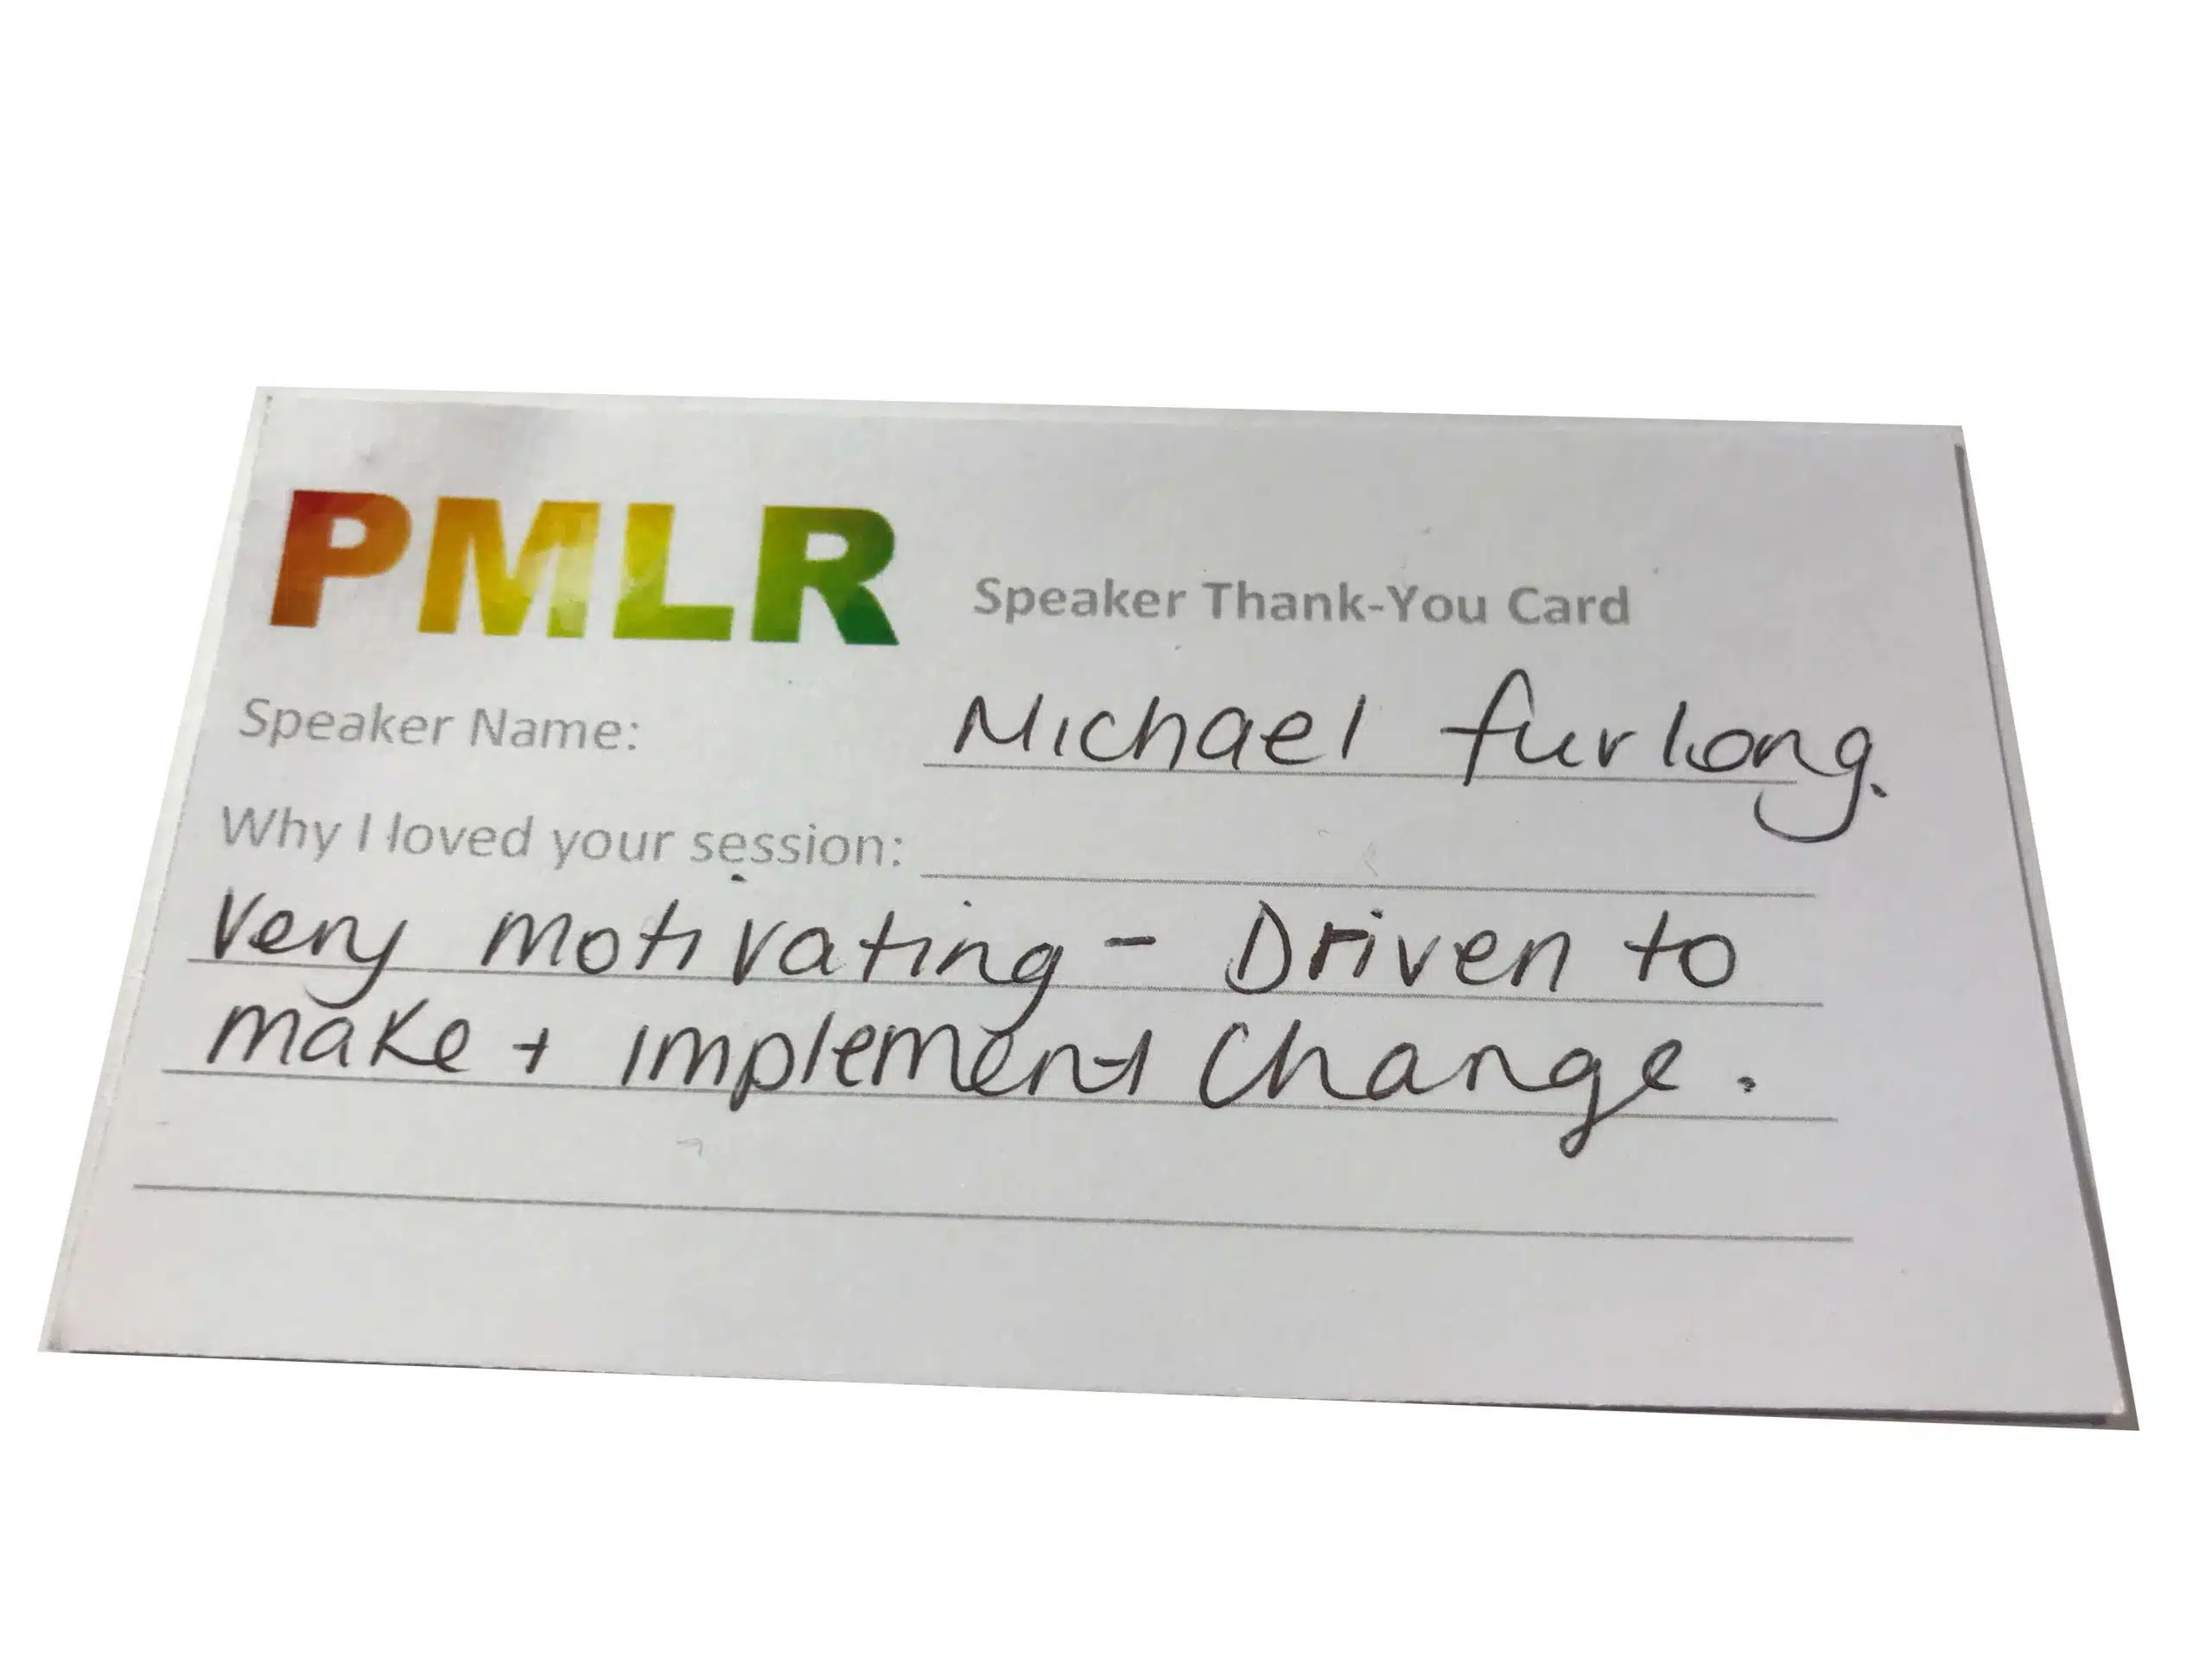 PMLR Speaker Thank-You Card
Speaker Name: Michael furlong.
Why I loved your session:
Very motivating - Driven to
make + implement Change.